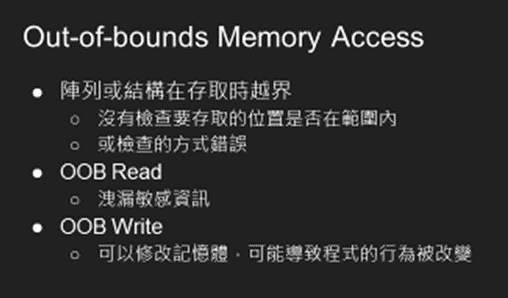 Out-of-bounds Memory Access
● 陣列或結構在存取時越界
○ 沒有檢查要存取的位置是否在範圍內
○ 或檢查的方式錯誤
● OOB Read
○ 洩漏敏感資訊
● OOB Write
○ 可以修改記憶體，可能導致程式的行為被改變